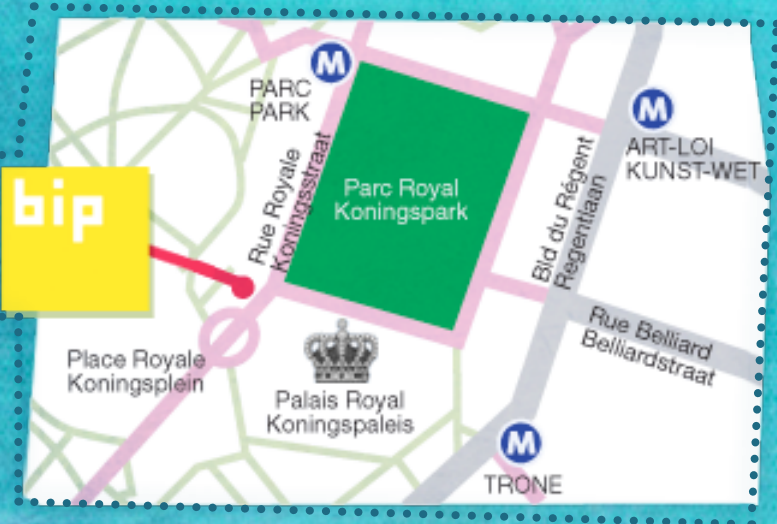 M
PARC
PARK
M
ART-LOI
KUNST-WET
bip
Rue Royale
Koningsstraat
Parc Royal
Koningspark
Bld du Régent
Regentlaan
Rue Belliard
Belliardstraat
Place Royale
Koningsplein
Palais Royal
Koningspaleis
M
TRONE